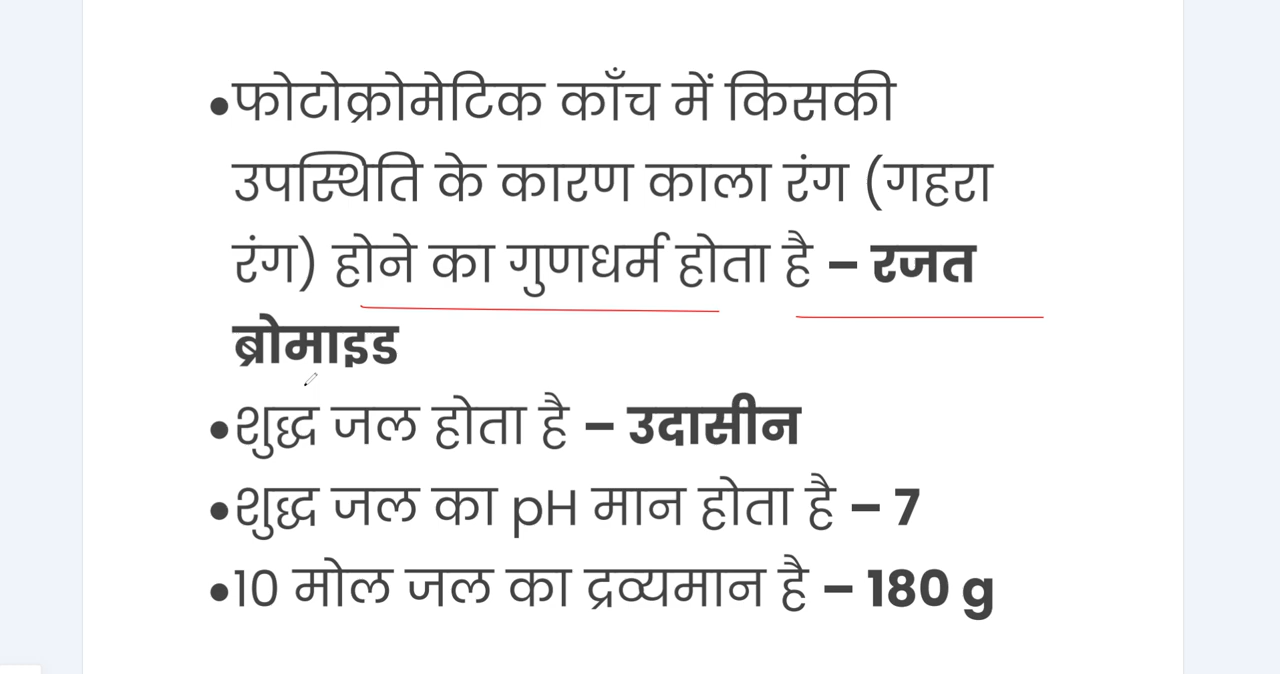 •फोटोक्रोमेटिक काँच में किसकी
उपस्थिति के कारण काला रंग (गहरा
रंग) होने का गुणधर्म होता है – रजत
ब्रोमाइड
•शुद्ध जल होता है – उदासीन
•शुद्ध जल का pH मान होता है – 7
•10 मोल जल का द्रव्यमान है – 180 g